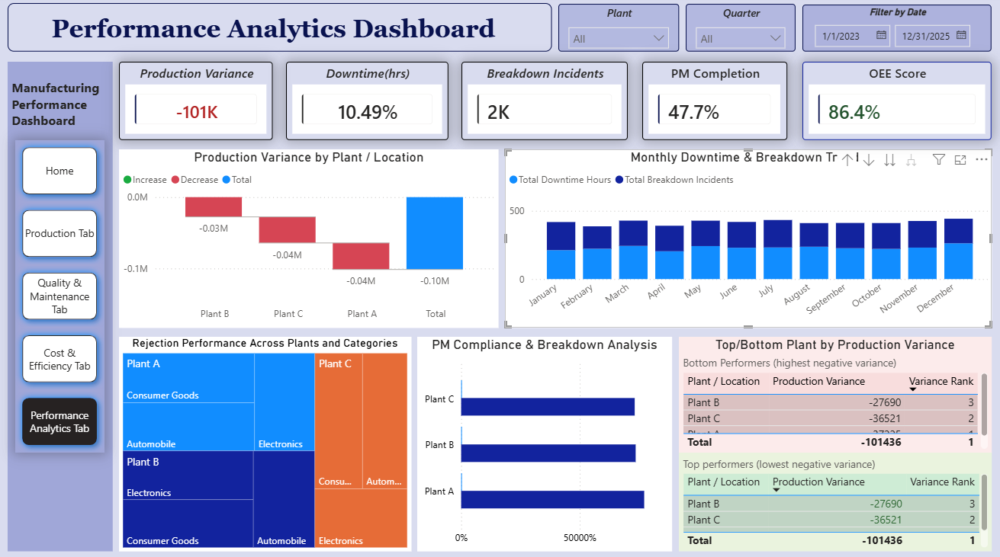 Performance Analytics Dashboard
Plant
All
Quarter
All
Filter by Date
1/1/2023
12/31/2025
Manufacturing
Performance
Dashboard
Home
Production Tab
Quality &
Maintenance
Tab
Cost &
Efficiency Tab
Performance
Analytics Tab
Production Variance
-101K
Downtime(hrs)
10.49%
Breakdown Incidents
2K
PM Completion
47.7%
OEE Score
86.4%
Production Variance by Plant / Location
Increase Decrease Total
0.0M
-0.1M
-0.03M
-0.04M
-0.04M
-0.10M
Plant B
Plant C
Plant A
Total
Monthly Downtime & Breakdown Tr
Total Downtime Hours Total Breakdown Incidents
500
0
January
February
March
April
May
June
July
August
September
October
November
December
Rejection Performance Across Plants and Categories
Plant A
Consumer Goods
Automobile
Electronics
Plant B
Electronics
Consumer Goods
Automobile
Plant C
Consu...
Autom...
Electronics
PM Compliance & Breakdown Analysis
Plant C
Plant B
Plant A
0%
50000%
Top/Bottom Plant by Production Variance
Bottom Performers (highest negative variance)
Plant / Location Production Variance Variance Rank
Plant B -27690 3
Plant C -36521 2
Total -101436 1
Top performers (lowest negative variance)
Plant / Location Production Variance Variance Rank
Plant B -27690 3
Plant C -36521 2
Total -101436 1